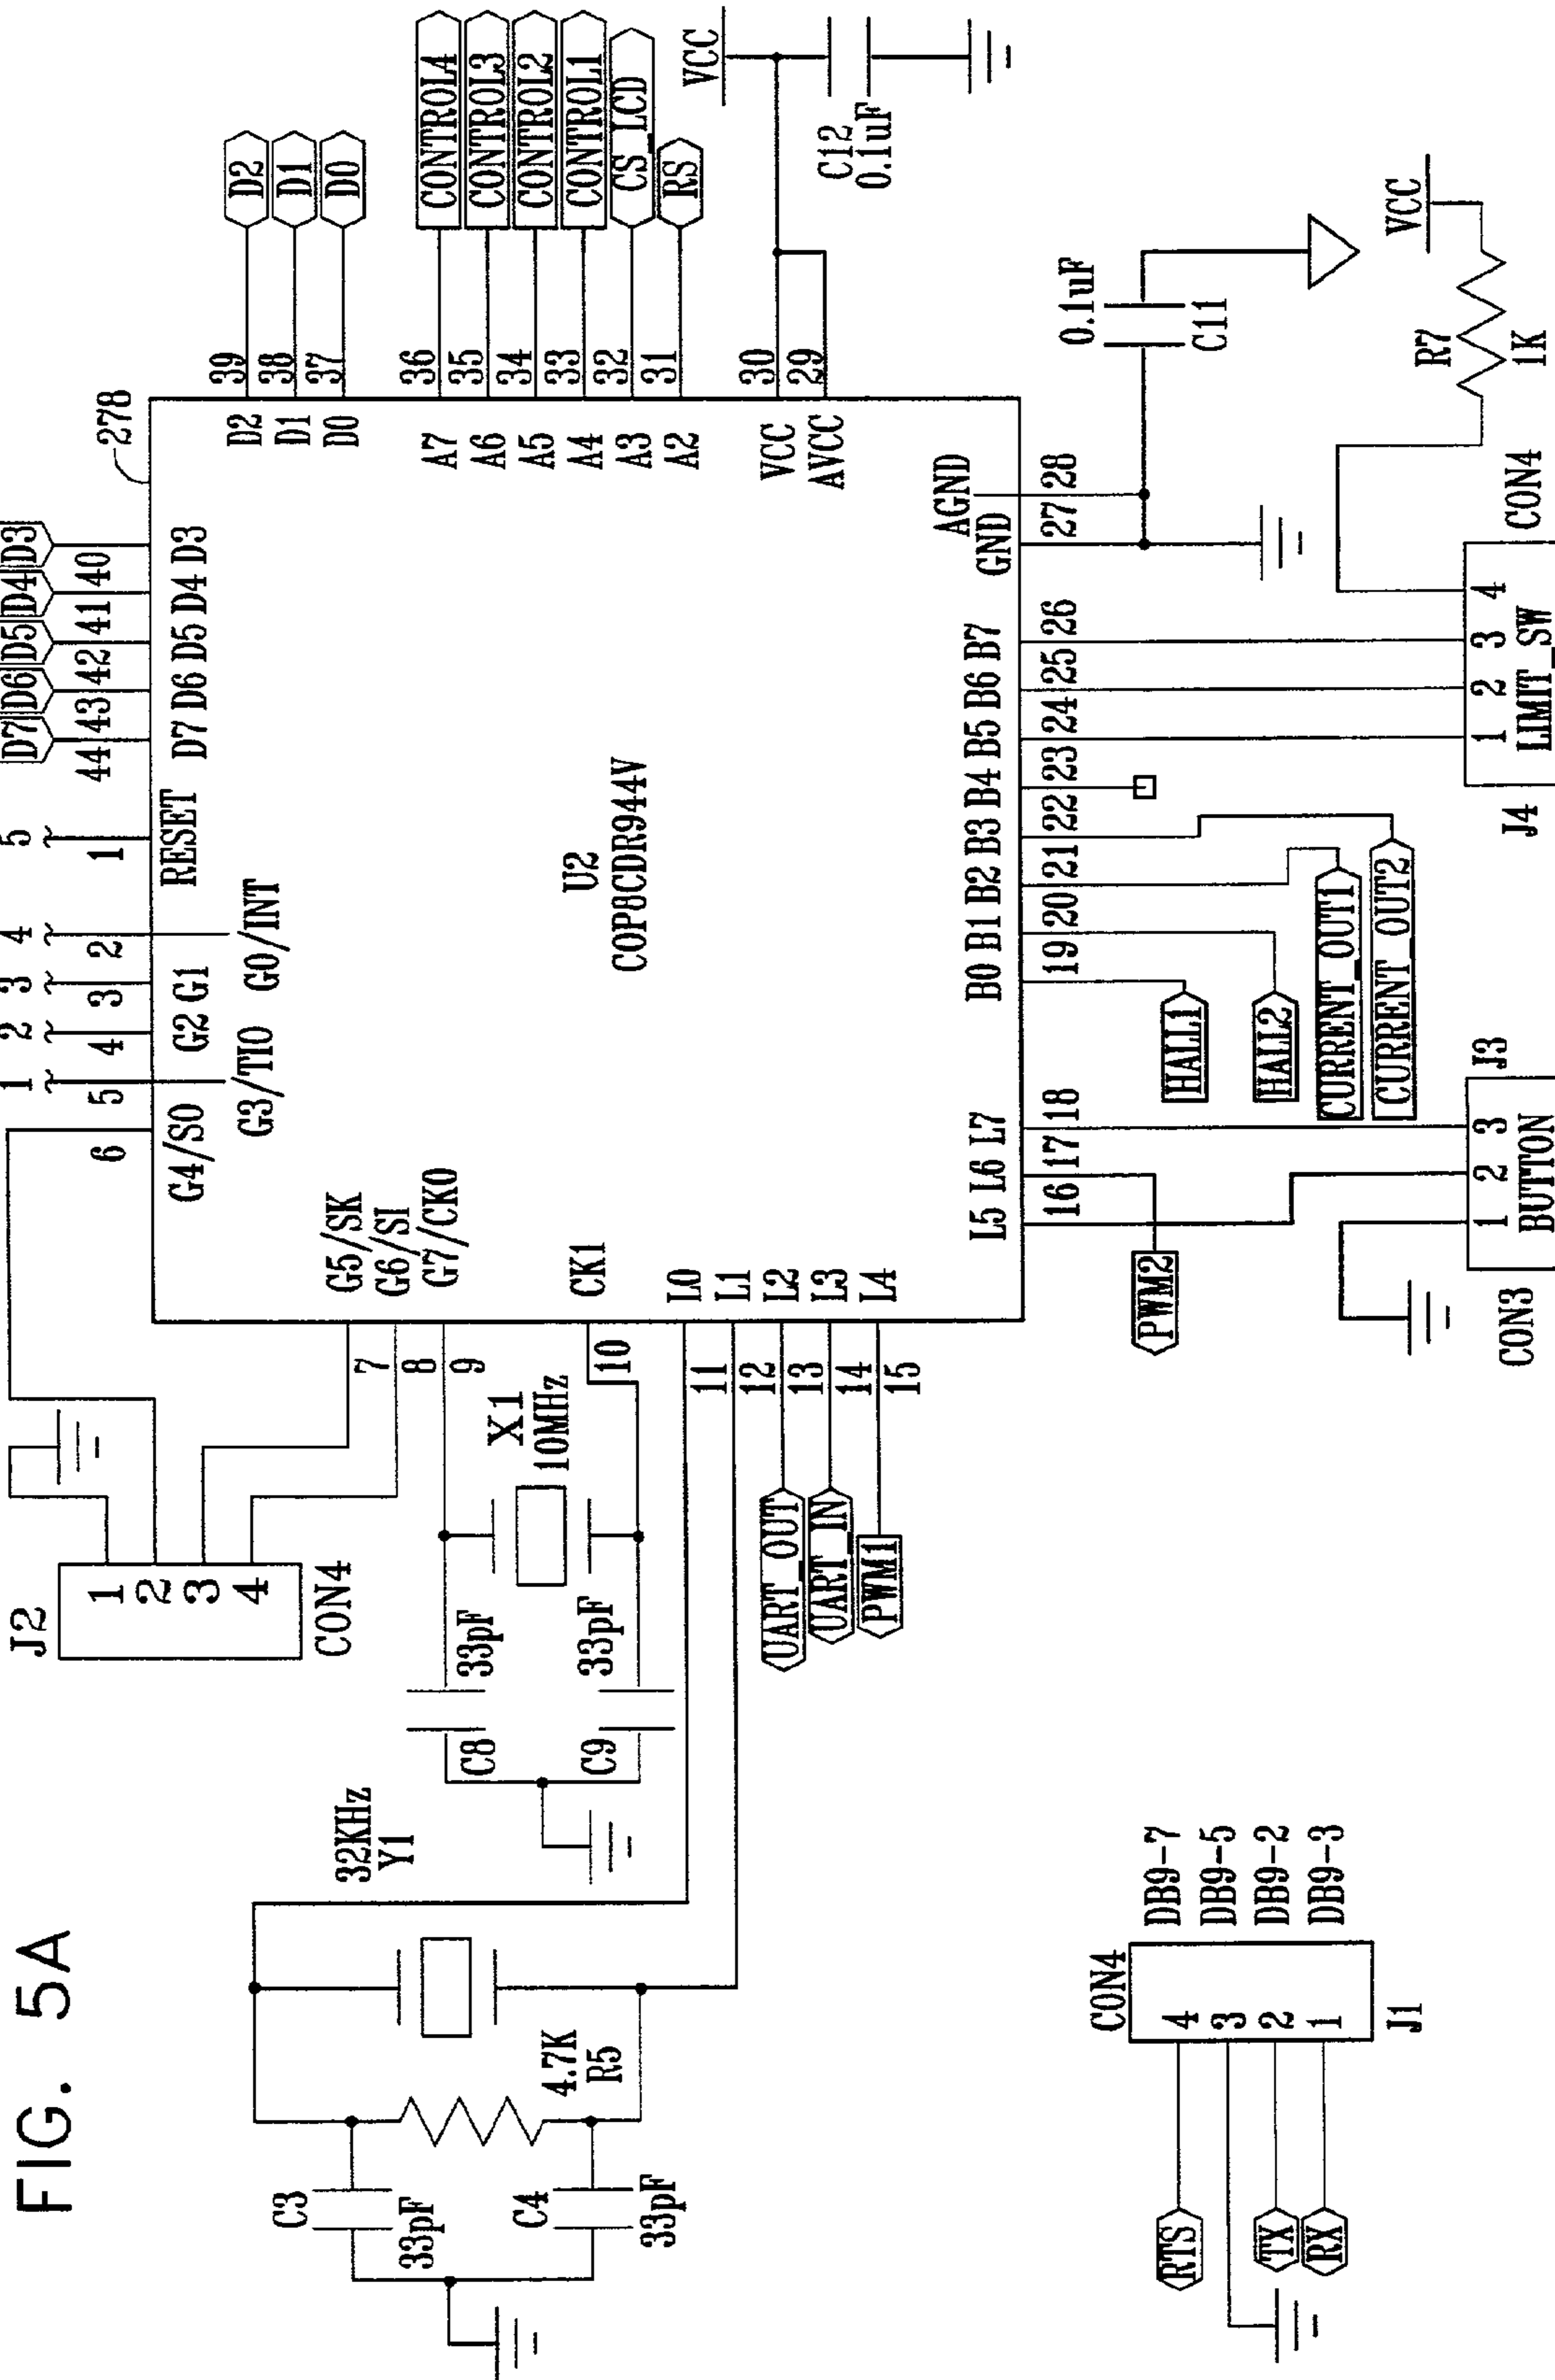 FIG. 5A
J2
1
2
3
4
CON4
D7
D6
D5
D4
D3
1
2
3
4
5
6
5
4
3
2
1
44
43
42
41
40
G4/SO
G3/TIO
G2
G1
G0/INT
RESET
D7
D6
D5
D4
D3
278
G5/SK
G6/SI
G7/CK0
CK1
L0
L1
L2
L3
L4
7
8
9
10
11
12
13
14
15
U2
COP8CDR944V
D2
D1
D0
A7
A6
A5
A4
A3
A2
VCC
AVCC
39
38
37
36
35
34
33
32
31
30
29
D2
D1
D0
CONTROL4
CONTROL3
CONTROL2
CONTROL1
CS_LCD
RS
VCC
C12
0.1uF
X1
10MHz
33pF
33pF
C8
C9
32KHz
Y1
4.7K
R5
C3
33pF
C4
33pF
UART_OUT
UART_IN
PWM1
L5
L6
L7
B0
B1
B2
B3
B4
B5
B6
B7
GND
AGND
16
17
18
19
20
21
22
23
24
25
26
27
28
PWM2
HALL1
HALL2
CURRENT_OUT1
CURRENT_OUT2
0.1uF
C11
VCC
R7
1K
CON4
DB9-7
DB9-5
DB9-2
DB9-3
4
3
2
1
J1
RTS
TX
RX
CON3
1
2
3
BUTTON
J3
J4
1
2
3
4
LIMIT_SW
CON4